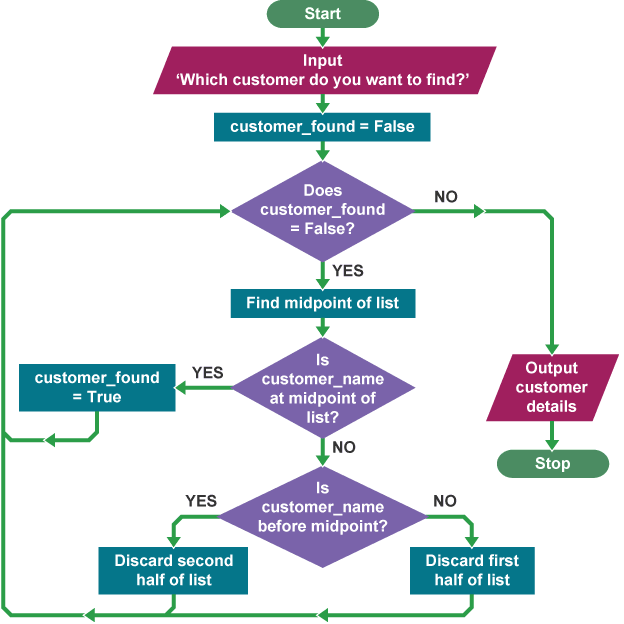 Start
Input
‘Which customer do you want to find?’
customer_found = False
Does
customer_found
= False?
NO
YES
Find midpoint of list
Is
customer_name
at midpoint of
list?
YES
customer_found
= True
Output
customer
details
NO
Stop
Is
customer_name
before midpoint?
YES
NO
Discard second
half of list
Discard first
half of list